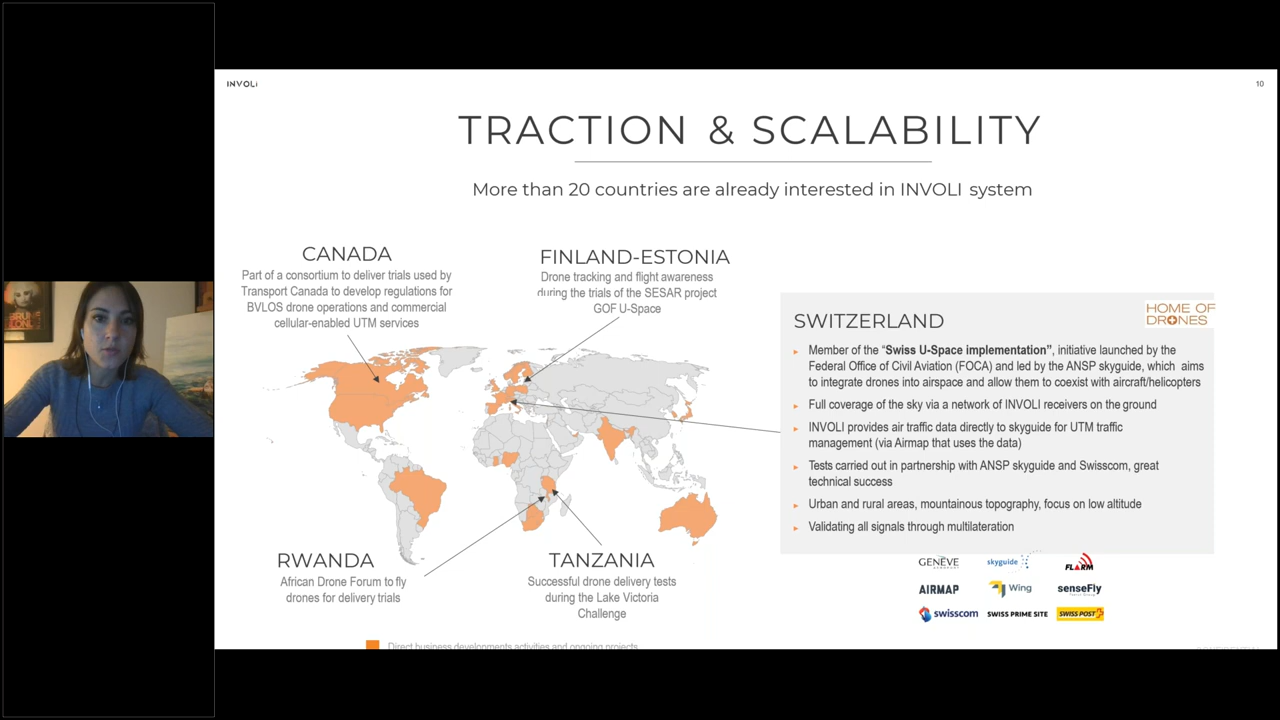 INVOLI
10
TRACTION & SCALABILITY
More than 20 countries are already interested in INVOLI system
CANADA
Part of a consortium to deliver trials used by
Transport Canada to develop regulations for
BVLOS drone operations and commercial
cellular-enabled UTM services
FINLAND-ESTONIA
Drone tracking and flight awareness
during the trials of the SESAR project
GOF U-Space
RWANDA
African Drone Forum to fly
drones for delivery trials
TANZANIA
Successful drone delivery tests
during the Lake Victoria
Challenge
Direct business developments activities and ongoing projects
SWITZERLAND
HOME OF
DRONES
Member of the “Swiss U-Space implementation”, initiative launched by the
Federal Office of Civil Aviation (FOCA) and led by the ANSP skyguide, which aims
to integrate drones into airspace and allow them to coexist with aircraft/helicopters
Full coverage of the sky via a network of INVOLI receivers on the ground
INVOLI provides air traffic data directly to skyguide for UTM traffic
management (via Airmap that uses the data)
Tests carried out in partnership with ANSP skyguide and Swisscom, great
technical success
Urban and rural areas, mountainous topography, focus on low altitude
Validating all signals through multilateration
GENÈVE skyguide FLARM
AIRMAP Wing senseFly
swisscom SWISS PRIME SITE SWISS POST